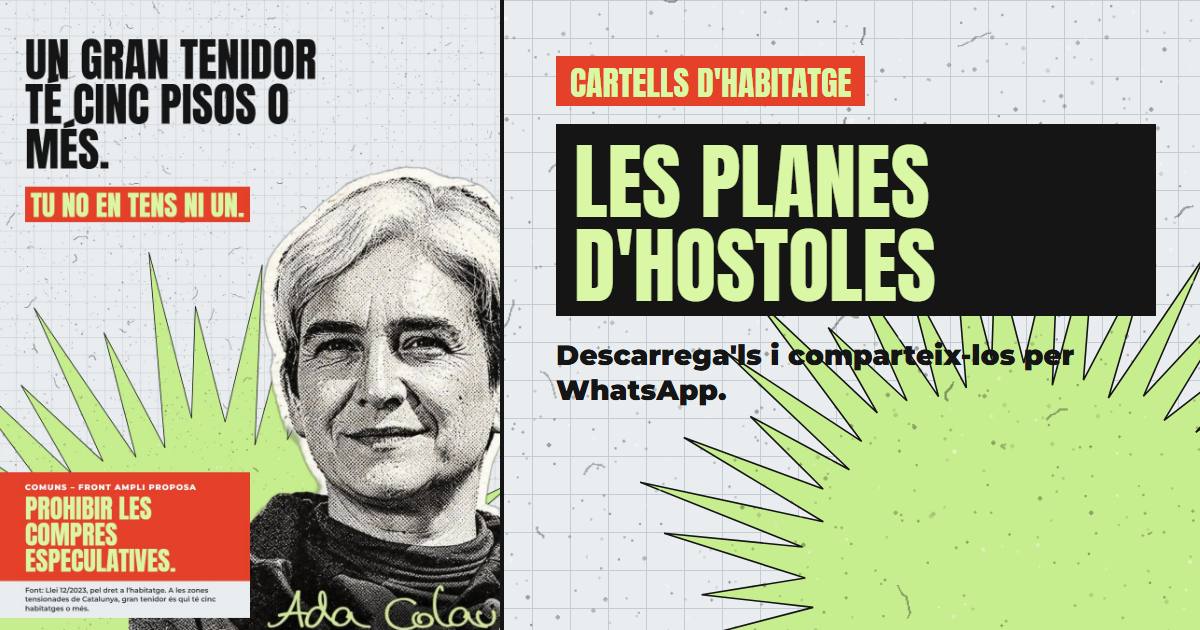 UN GRAN TENIDOR
TÉ CINC PISOS O
MÉS.
TU NO EN TENS NI UN.
COMUNS – FRONT AMPLI PROPOSA
PROHIBIR LES
COMPRES
ESPECULATIVES.
Font: Llei 12/2023, pel dret a l'habitatge. A les zones
tensionades de Catalunya, gran tenidor és qui té cinc
habitatges o més.
Ada Colau
CARTELLS D'HABITATGE
LES PLANES
D'HOSTOLES
Descarrega'ls i comparteix-los per
WhatsApp.